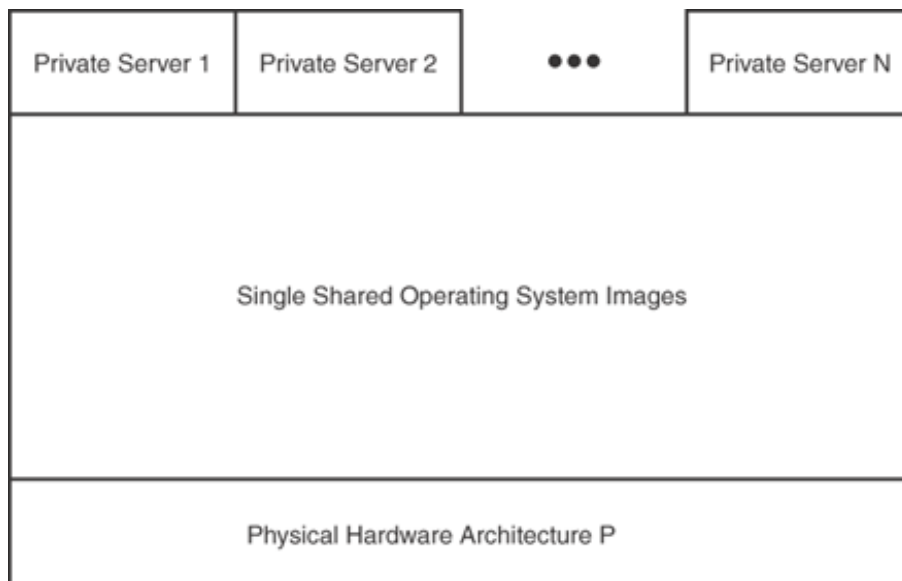 Private Server 1
Private Server 2
•••
Private Server N
Single Shared Operating System Images
Physical Hardware Architecture P